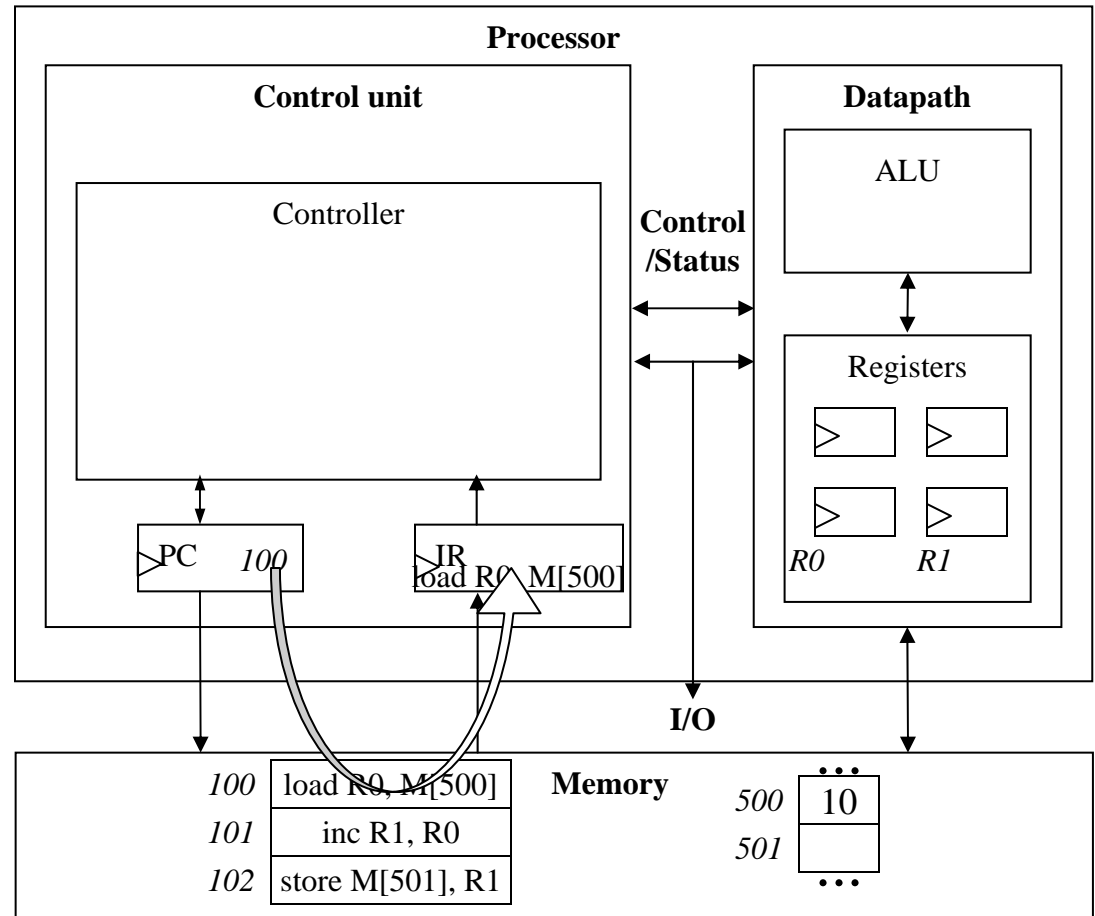 Processor
Control unit
Datapath
ALU
Controller
Control
/Status
Registers
PC 100
IR
load R0, M[500]
R0 R1
I/O
Memory
100 load R0, M[500]
101 inc R1, R0
102 store M[501], R1
...
500 10
501
...